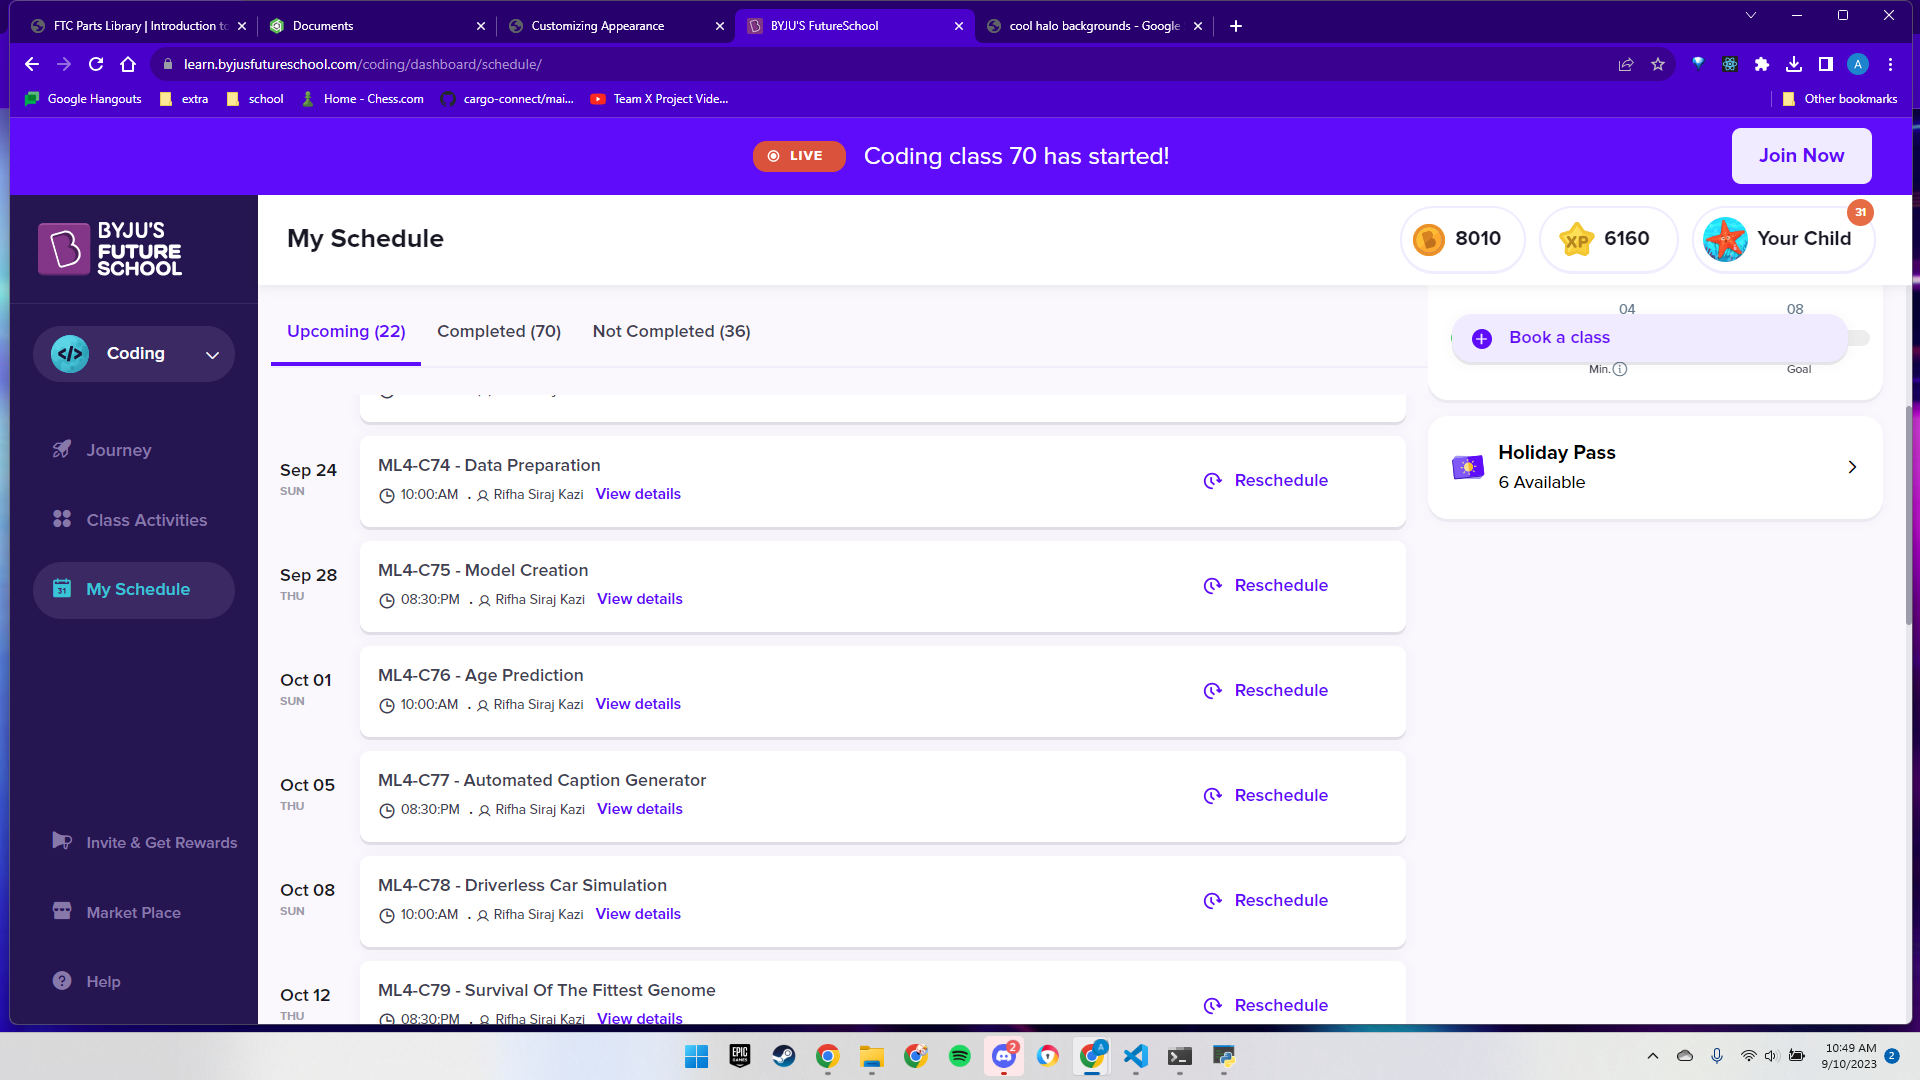 FTC Parts Library | Introduction to
Documents
Customizing Appearance
BYJU'S FutureSchool
cool halo backgrounds - Google
learn.byjusfutureschool.com/coding/dashboard/schedule/
A
Google Hangouts
extra
school
Home - Chess.com
cargo-connect/mai...
Team X Project Vide...
Other bookmarks
LIVE
Coding class 70 has started!
Join Now
BYJU'S
FUTURE
SCHOOL
My Schedule
8010
XP
6160
Your Child
31
Coding
Journey
Class Activities
31
My Schedule
Invite & Get Rewards
Market Place
Help
Upcoming (22)
Completed (70)
Not Completed (36)
04
08
Book a class
Min.
Goal
Holiday Pass
6 Available
Sep 24
SUN
ML4-C74 - Data Preparation
10:00:AM . Rifha Siraj Kazi View details
Reschedule
Sep 28
THU
ML4-C75 - Model Creation
08:30:PM . Rifha Siraj Kazi View details
Reschedule
Oct 01
SUN
ML4-C76 - Age Prediction
10:00:AM . Rifha Siraj Kazi View details
Reschedule
Oct 05
THU
ML4-C77 - Automated Caption Generator
08:30:PM . Rifha Siraj Kazi View details
Reschedule
Oct 08
SUN
ML4-C78 - Driverless Car Simulation
10:00:AM . Rifha Siraj Kazi View details
Reschedule
Oct 12
THU
ML4-C79 - Survival Of The Fittest Genome
08:30:PM . Rifha Siraj Kazi View details
Reschedule
EPIC
GAMES
2
A
10:49 AM
9/10/2023
2